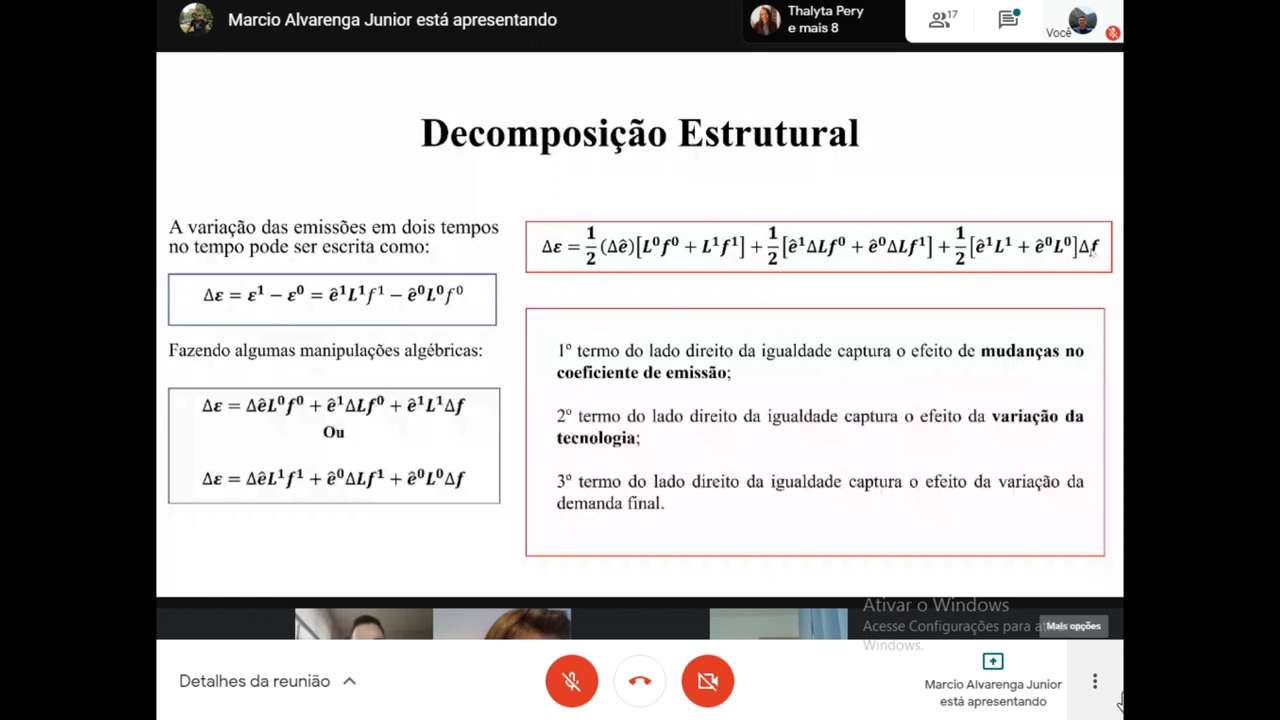 Marcio Alvarenga Junior está apresentando
Thalyta Pery
e mais 8
17
Você
Decomposição Estrutural
A variação das emissões em dois tempos
no tempo pode ser escrita como:
Δε = ε¹ − ε⁰ = ê¹L¹f¹ − ê⁰L⁰f⁰
Fazendo algumas manipulações algébricas:
Δε = ΔêL⁰f⁰ + ê¹ΔLf⁰ + ê¹L¹Δf
Ou
Δε = ΔêL¹f¹ + ê⁰ΔLf¹ + ê⁰L⁰Δf
Δε = 1/2 (Δê)[L⁰f⁰ + L¹f¹] + 1/2 [ê¹ΔLf⁰ + ê⁰ΔLf¹] + 1/2 [ê¹L¹ + ê⁰L⁰]Δf
1º termo do lado direito da igualdade captura o efeito de mudanças no
coeficiente de emissão;
2º termo do lado direito da igualdade captura o efeito da variação da
tecnologia;
3º termo do lado direito da igualdade captura o efeito da variação da
demanda final.
Ativar o Windows
Acesse Configurações para
Windows.
Mais opções
Detalhes da reunião
Marcio Alvarenga Junior
está apresentando